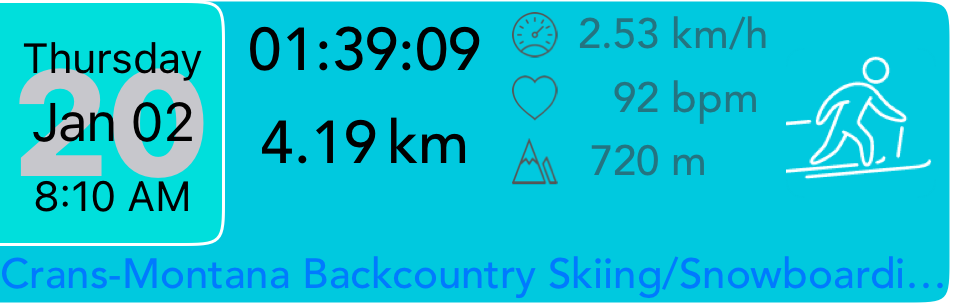 20
Thursday
Jan 02
8:10 AM
01:39:09
4.19 km
2.53 km/h
92 bpm
720 m
Crans-Montana Backcountry Skiing/Snowboardi...